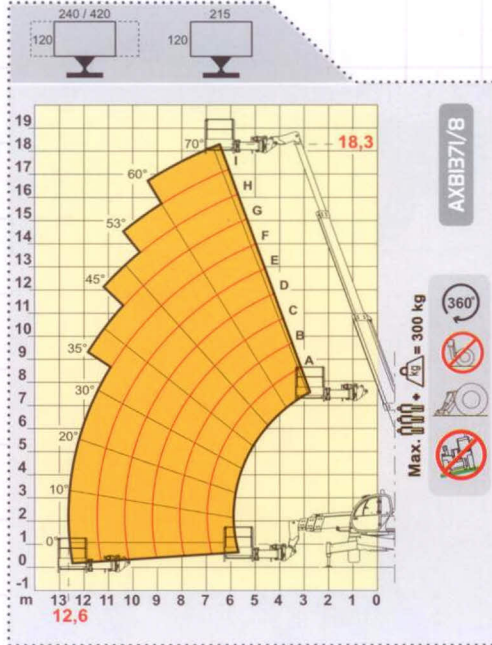 240 / 420
215
120
120
19
18
17
16
15
14
13
12
11
10
9
8
7
6
5
4
3
2
1
0
-1
m 13 12 11 10 9 8 7 6 5 4 3 2 1 0
12,6
18,3
70°
60°
53°
45°
35°
30°
20°
10°
0°
I
H
G
F
E
D
C
B
A
AXB1371/8
360°
Max. + kg = 300 kg